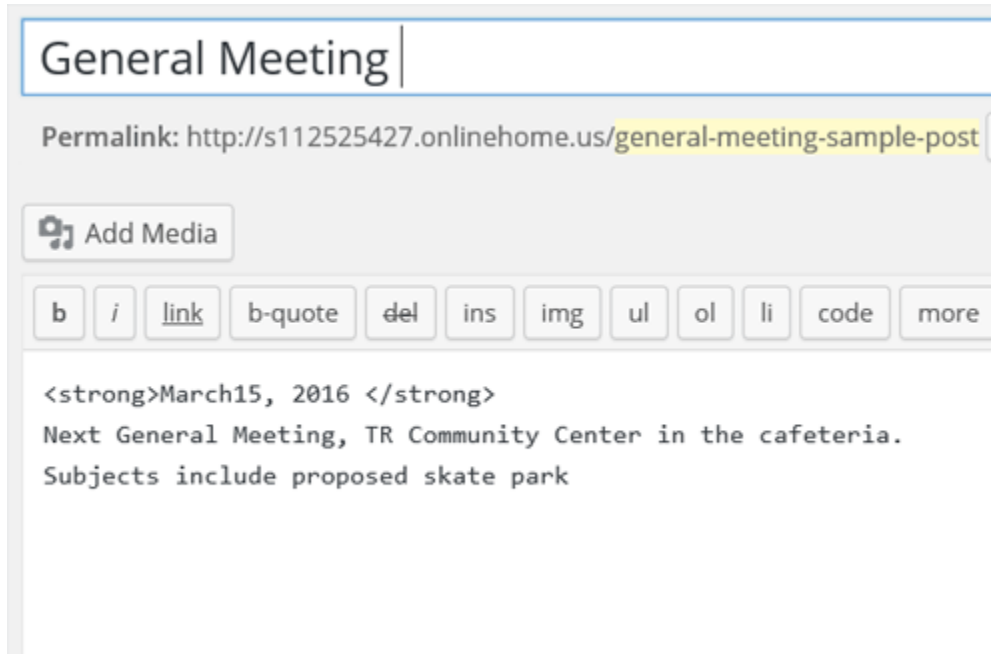 General Meeting
Permalink: http://s112525427.onlinehome.us/general-meeting-sample-post
Add Media
b i link b-quote del ins img ul ol li code more
<strong>March15, 2016 </strong>
Next General Meeting, TR Community Center in the cafeteria.
Subjects include proposed skate park